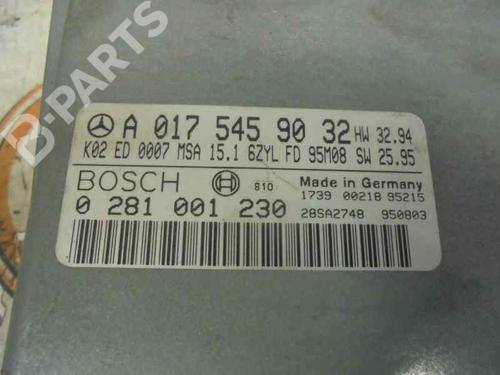 B-PARTS
A 017 545 90 32 HW 32.94
K02 ED 0007 MSA 15.1 6ZYL FD 95M08 SW 25.95
BOSCH 810 Made in Germany
1739 00218 95215
0 281 001 230 28SA2748 950803